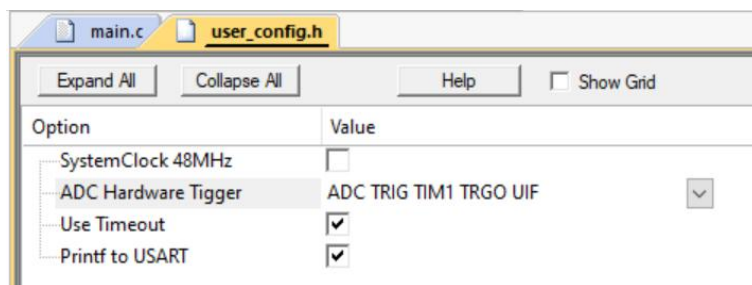 main.c user_config.h
Expand All Collapse All Help Show Grid
Option Value
SystemClock 48MHz
ADC Hardware Tigger ADC TRIG TIM1 TRGO UIF
Use Timeout
Printf to USART